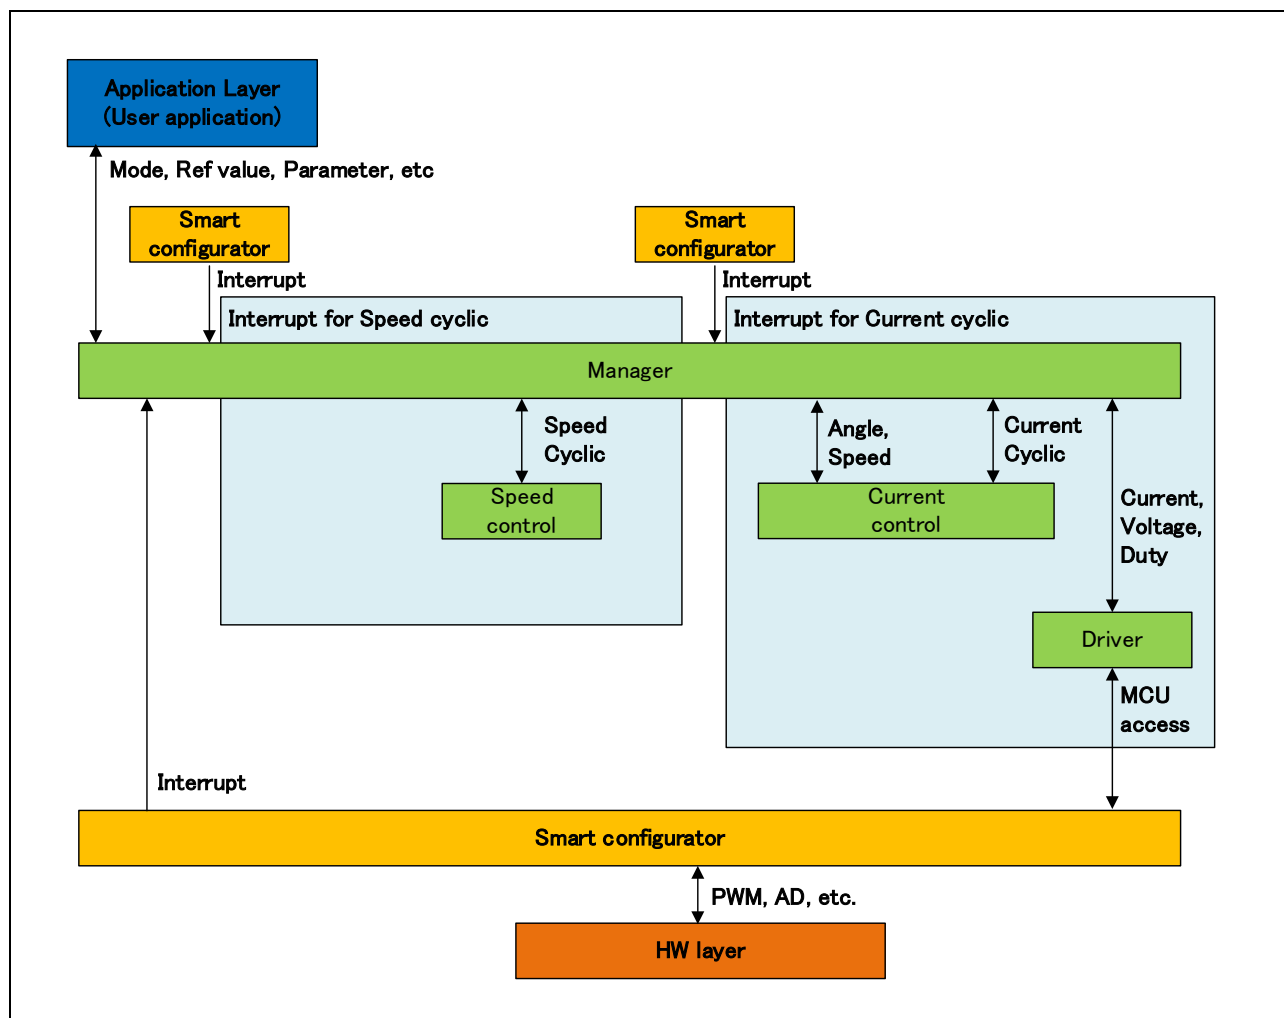 Application Layer
(User application)
Mode, Ref value, Parameter, etc
Smart
configurator
Smart
configurator
Interrupt
Interrupt
Interrupt for Speed cyclic
Interrupt for Current cyclic
Manager
Speed
Cyclic
Angle,
Speed
Current
Cyclic
Speed
control
Current
control
Current,
Voltage,
Duty
Driver
MCU
access
Interrupt
Smart configurator
PWM, AD, etc.
HW layer